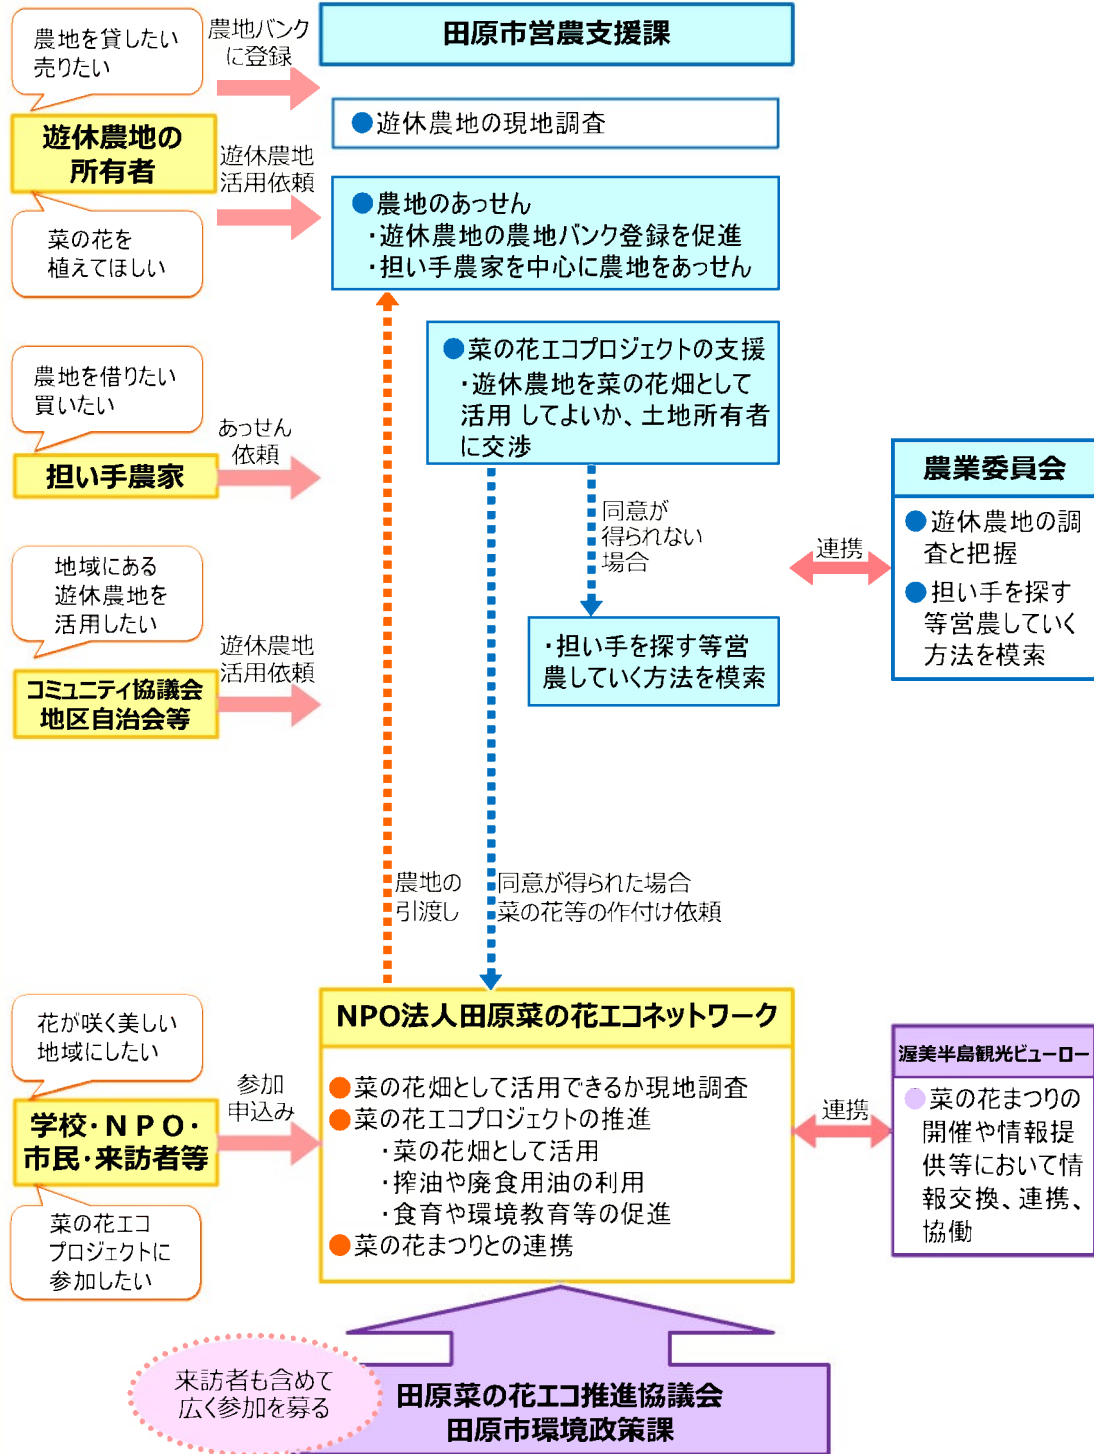 農地を貸したい
売りたい
農地バンク
に登録
田原市営農支援課
遊休農地の
所有者
●遊休農地の現地調査
遊休農地
活用依頼
菜の花を
植えてほしい
●農地のあっせん
・遊休農地の農地バンク登録を促進
・担い手農家を中心に農地をあっせん
●菜の花エコプロジェクトの支援
・遊休農地を菜の花畑として
活用してよいか、土地所有者
に交渉
農地を借りたい
買いたい
あっせん
依頼
担い手農家
同意が
得られない
場合
連携
農業委員会
●遊休農地の調
査と把握
●担い手を探す
等営農していく
方法を模索
地域にある
遊休農地を
活用したい
遊休農地
活用依頼
コミュニティ協議会
地区自治会等
・担い手を探す等営
農していく方法を模索
農地の
引渡し
同意が得られた場合
菜の花等の作付け依頼
花が咲く美しい
地域にしたい
参加
申込み
学校・NPO・
市民・来訪者等
菜の花エコ
プロジェクトに
参加したい
NPO法人田原菜の花エコネットワーク
●菜の花畑として活用できるか現地調査
●菜の花エコプロジェクトの推進
・菜の花畑として活用
・搾油や廃食用油の利用
・食育や環境教育等の促進
●菜の花まつりとの連携
連携
渥美半島観光ビューロー
●菜の花まつりの
開催や情報提
供等において情
報交換、連携、
協働
来訪者も含めて
広く参加を募る
田原菜の花エコ推進協議会
田原市環境政策課